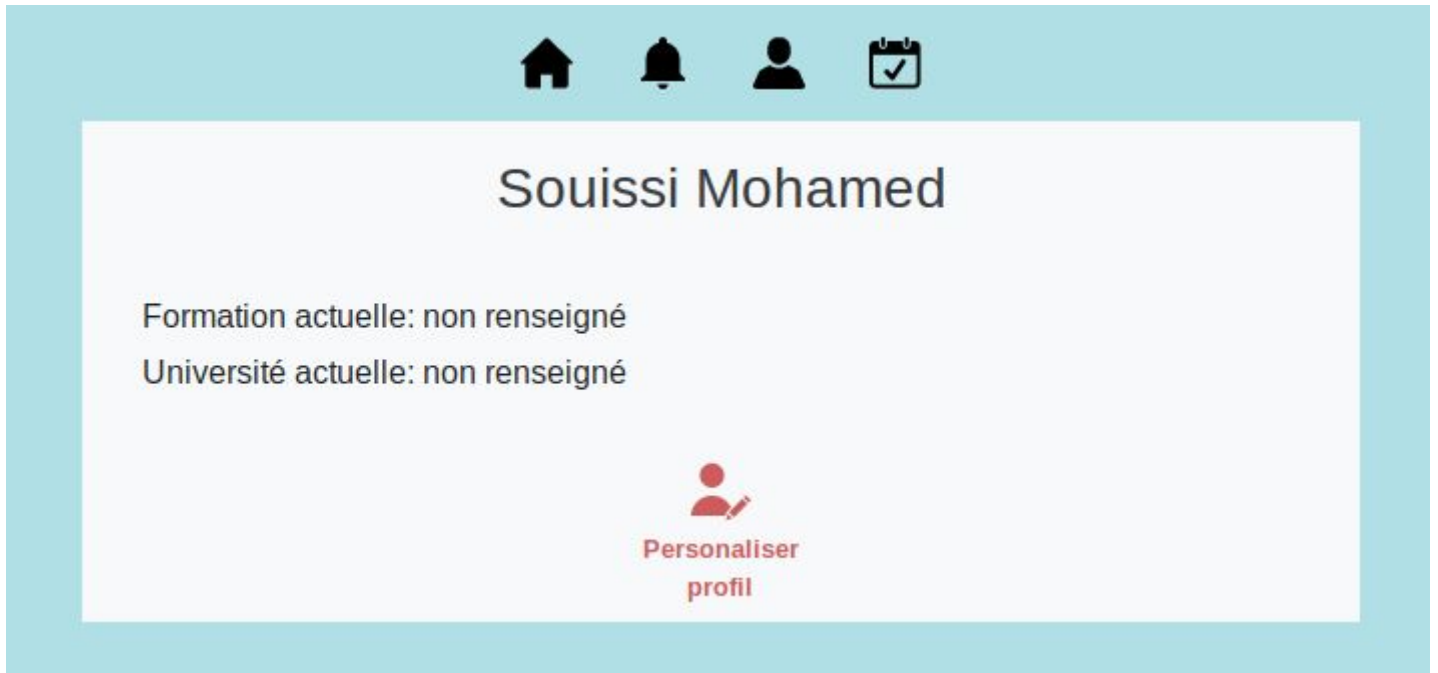 Souissi Mohamed
Formation actuelle: non renseigné
Université actuelle: non renseigné
Personaliser
profil